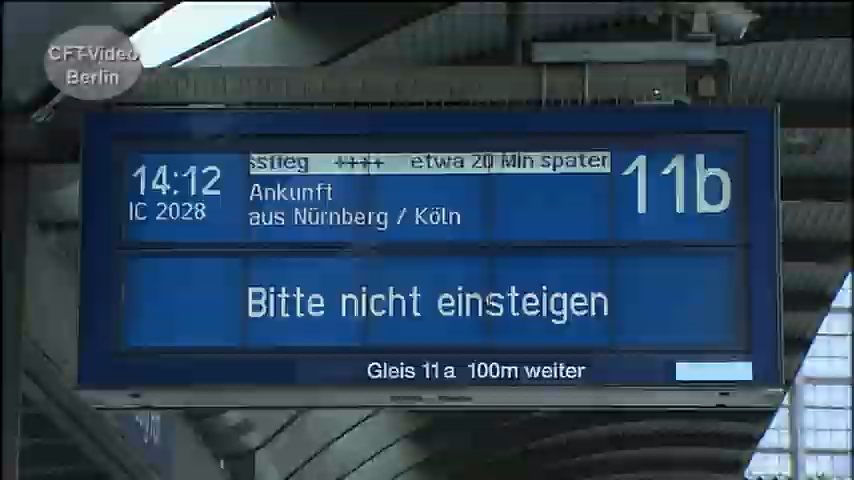 CFT-Video
Berlin
14:12
sstieg ++++ etwa 20 Min später
11b
IC 2028
Ankunft
aus Nürnberg / Köln
Bitte nicht einsteigen
Gleis 11a 100m weiter